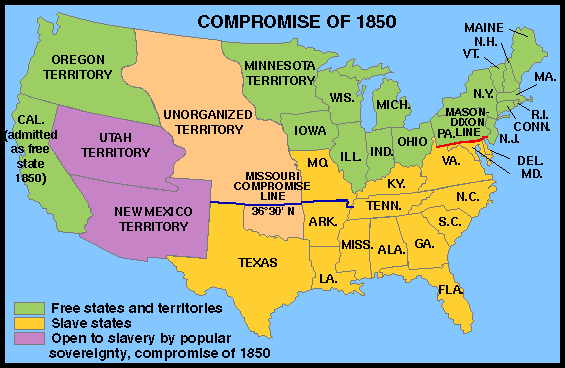 COMPROMISE OF 1850
MAINE
N.H.
VT.
OREGON
TERRITORY
MINNESOTA
TERRITORY
WIS.
MICH.
N.Y.
MA.
R.I.
CONN.
MASON-
DIXON
LINE
PA.
N.J.
CAL.
(admitted
as free
state
1850)
UNORGANIZED
TERRITORY
UTAH
TERRITORY
IOWA
ILL.
IND.
OHIO
DEL.
MD.
MO.
VA.
KY.
MISSOURI
COMPROMISE
LINE
36°30' N
NEW MEXICO
TERRITORY
TENN.
N.C.
ARK.
S.C.
MISS.
ALA.
GA.
TEXAS
LA.
FLA.
Free states and territories
Slave states
Open to slavery by popular
sovereignty, compromise of 1850